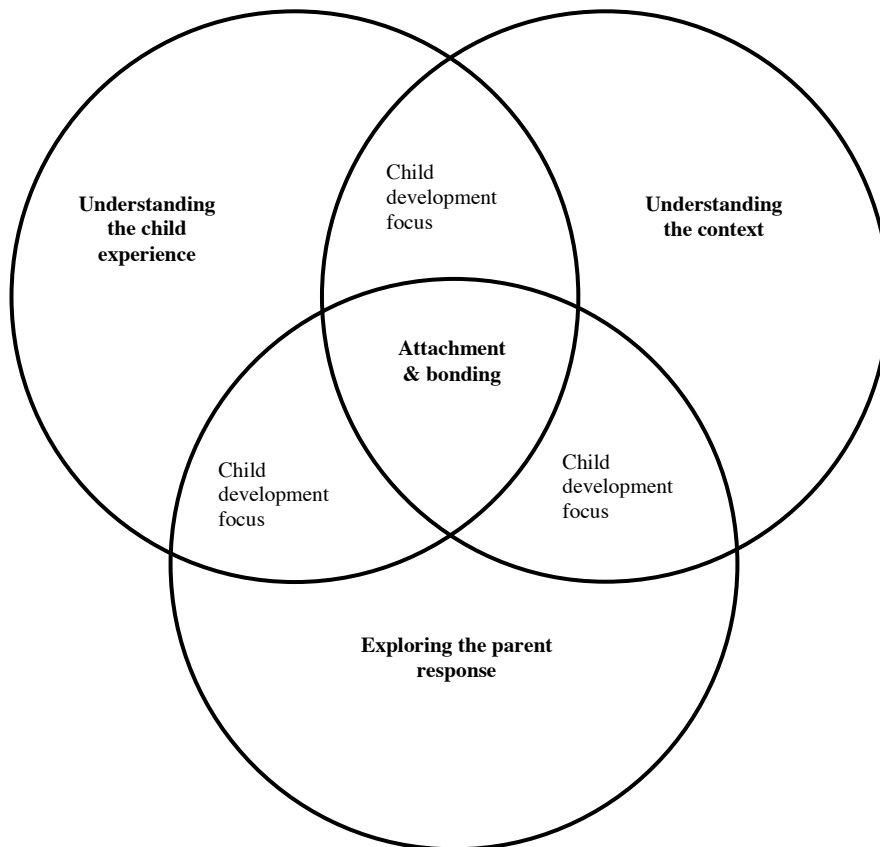 Child
development
focus
Understanding
the child
experience
Understanding
the context
Attachment
& bonding
Child
development
focus
Child
development
focus
Exploring the parent
response